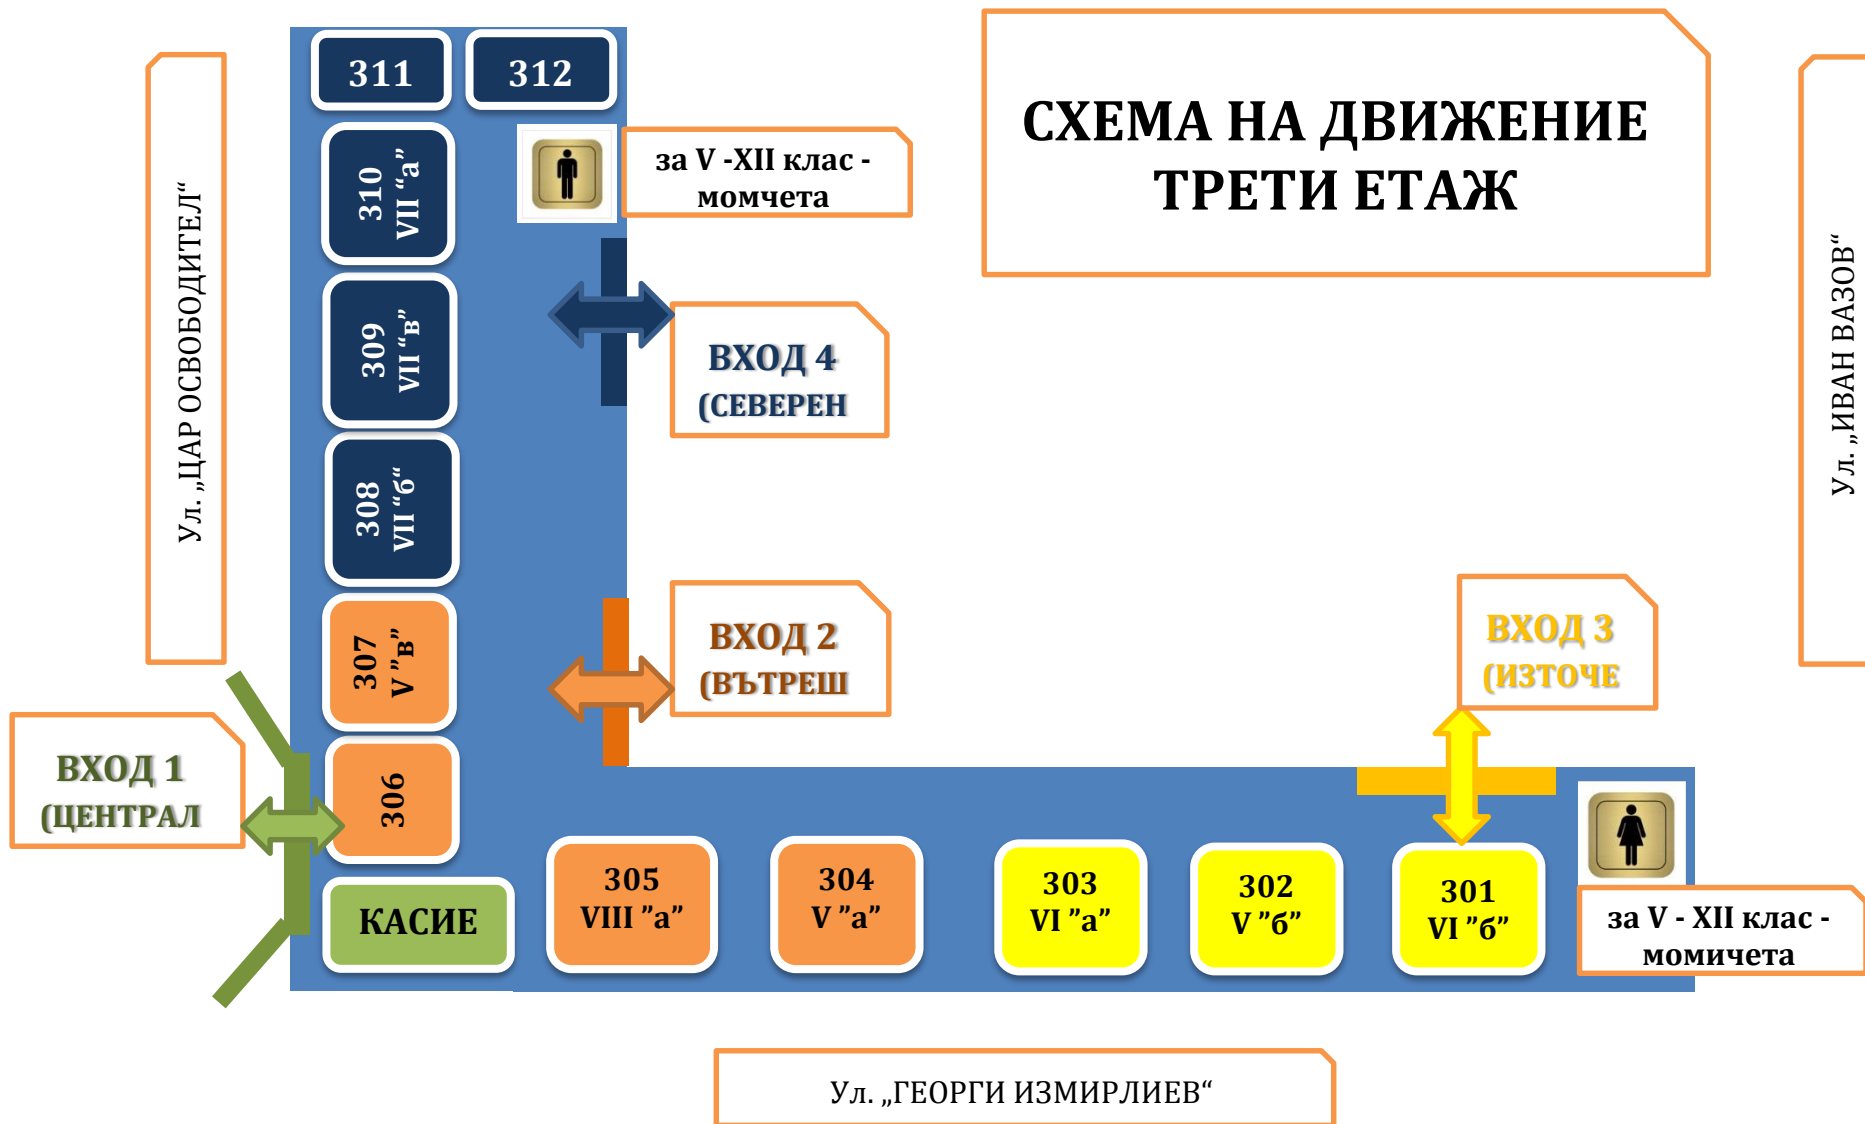 СХЕМА НА ДВИЖЕНИЕ
ТРЕТИ ЕТАЖ
311
312
310
VII “а”
за V -XII клас -
момчета
Ул. „ЦАР ОСВОБОДИТЕЛ“
Ул. „ИВАН ВАЗОВ“
309
VII “в”
ВХОД 4
(СЕВЕРЕН
308
VII “б“
307
V ”в”
ВХОД 2
(ВЪТРЕШ
ВХОД 3
(ИЗТОЧЕ
ВХОД 1
(ЦЕНТРАЛ
306
КАСИЕ
305
VIII ”а”
304
V ”а”
303
VI ”а”
302
V ”б”
301
VI ”б”
за V - XII клас -
момичета
Ул. „ГЕОРГИ ИЗМИРЛИЕВ“